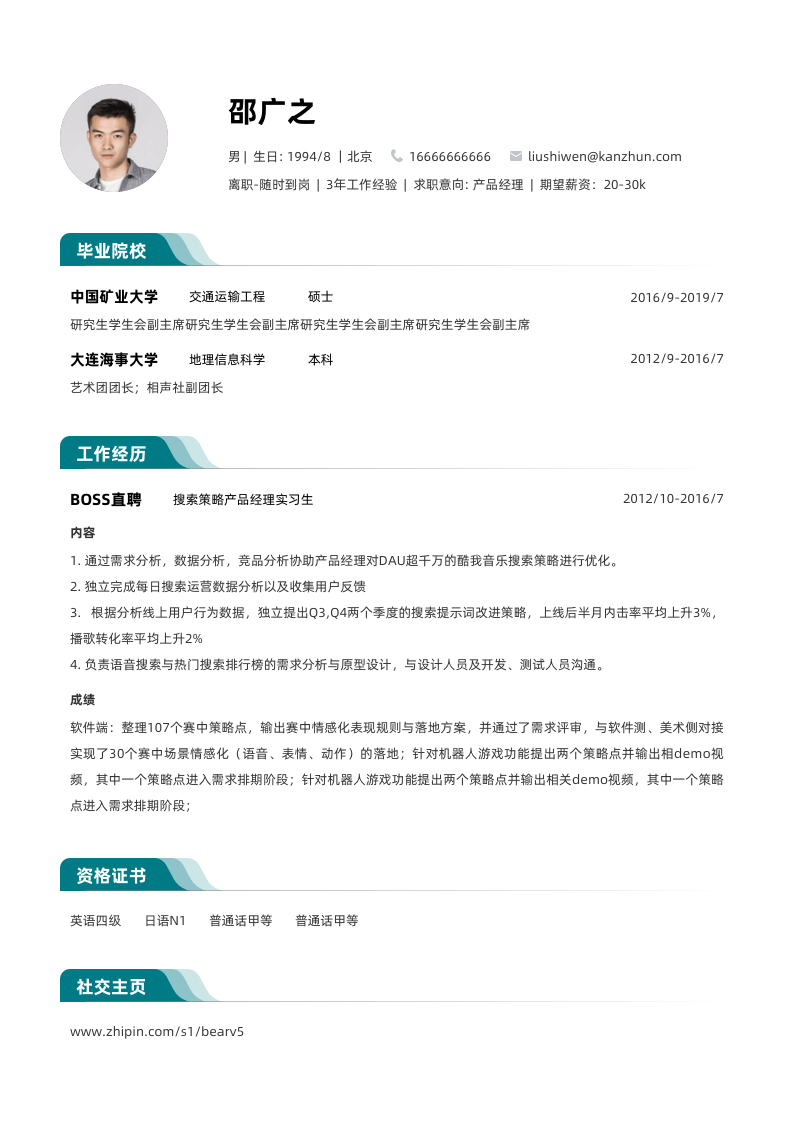 邵广之
男 | 生日: 1994/8 | 北京 16666666666 liushiwen@kanzhun.com
离职-随时到岗 | 3年工作经验 | 求职意向: 产品经理 | 期望薪资：20-30k
毕业院校
中国矿业大学 交通运输工程 硕士 2016/9-2019/7
研究生学生会副主席研究生学生会副主席研究生学生会副主席研究生学生会副主席
大连海事大学 地理信息科学 本科 2012/9-2016/7
艺术团团长；相声社副团长
工作经历
BOSS直聘 搜索策略产品经理实习生 2012/10-2016/7
内容
1. 通过需求分析，数据分析，竞品分析协助产品经理对DAU超千万的酷我音乐搜索策略进行优化。
2. 独立完成每日搜索运营数据分析以及收集用户反馈
3. 根据分析线上用户行为数据，独立提出Q3,Q4两个季度的搜索提示词改进策略，上线后半月内击率平均上升3%，
播歌转化率平均上升2%
4. 负责语音搜索与热门搜索排行榜的需求分析与原型设计，与设计人员及开发、测试人员沟通。
成绩
软件端：整理107个赛中策略点，输出赛中情感化表现规则与落地方案，并通过了需求评审，与软件测、美术侧对接
实现了30个赛中场景情感化（语音、表情、动作）的落地；针对机器人游戏功能提出两个策略点并输出相demo视
频，其中一个策略点进入需求排期阶段；针对机器人游戏功能提出两个策略点并输出相关demo视频，其中一个策略
点进入需求排期阶段；
资格证书
英语四级 日语N1 普通话甲等 普通话甲等
社交主页
www.zhipin.com/s1/bearv5